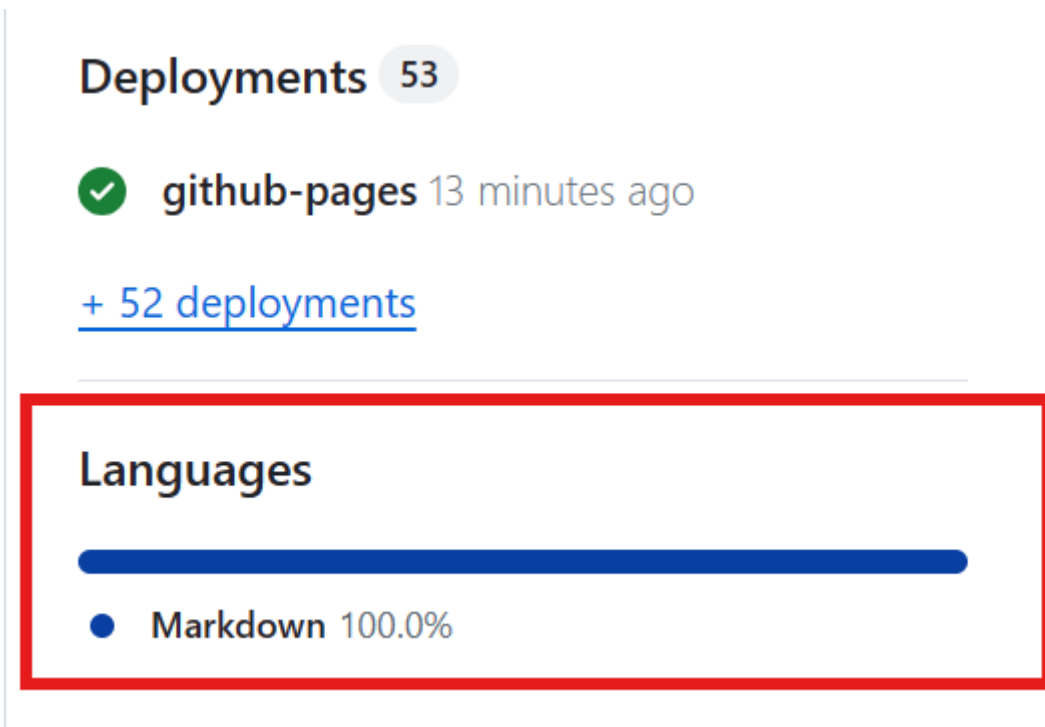 Deployments 53
github-pages 13 minutes ago
+ 52 deployments
Languages
Markdown 100.0%